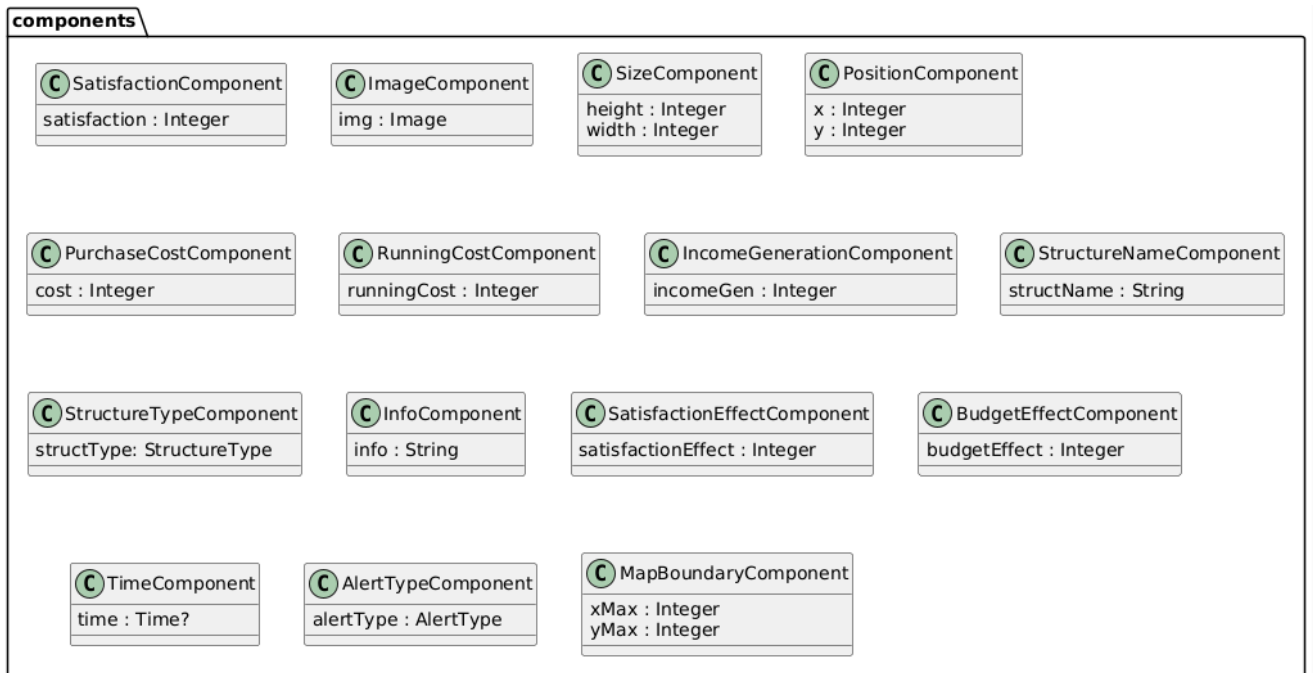 components
C SatisfactionComponent
satisfaction : Integer
C ImageComponent
img : Image
C SizeComponent
height : Integer
width : Integer
C PositionComponent
x : Integer
y : Integer
C PurchaseCostComponent
cost : Integer
C RunningCostComponent
runningCost : Integer
C IncomeGenerationComponent
incomeGen : Integer
C StructureNameComponent
structName : String
C StructureTypeComponent
structType: StructureType
C InfoComponent
info : String
C SatisfactionEffectComponent
satisfactionEffect : Integer
C BudgetEffectComponent
budgetEffect : Integer
C TimeComponent
time : Time?
C AlertTypeComponent
alertType : AlertType
C MapBoundaryComponent
xMax : Integer
yMax : Integer